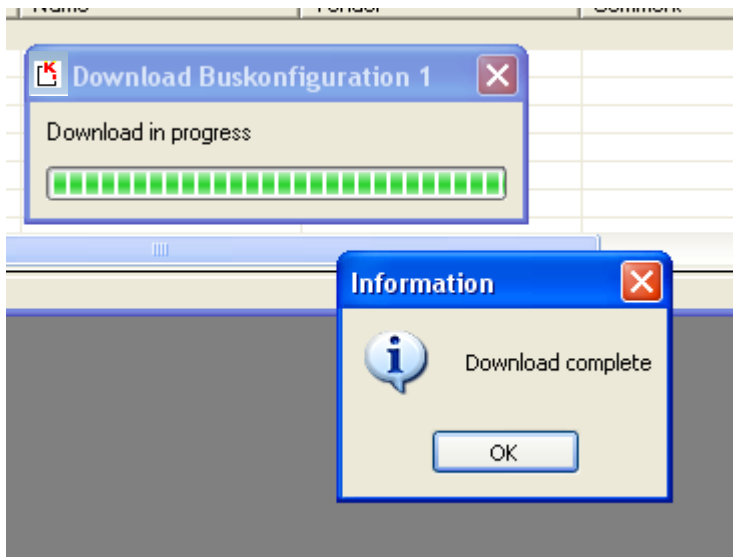 Download Buskonfiguration 1
Download in progress
Information
Download complete
OK